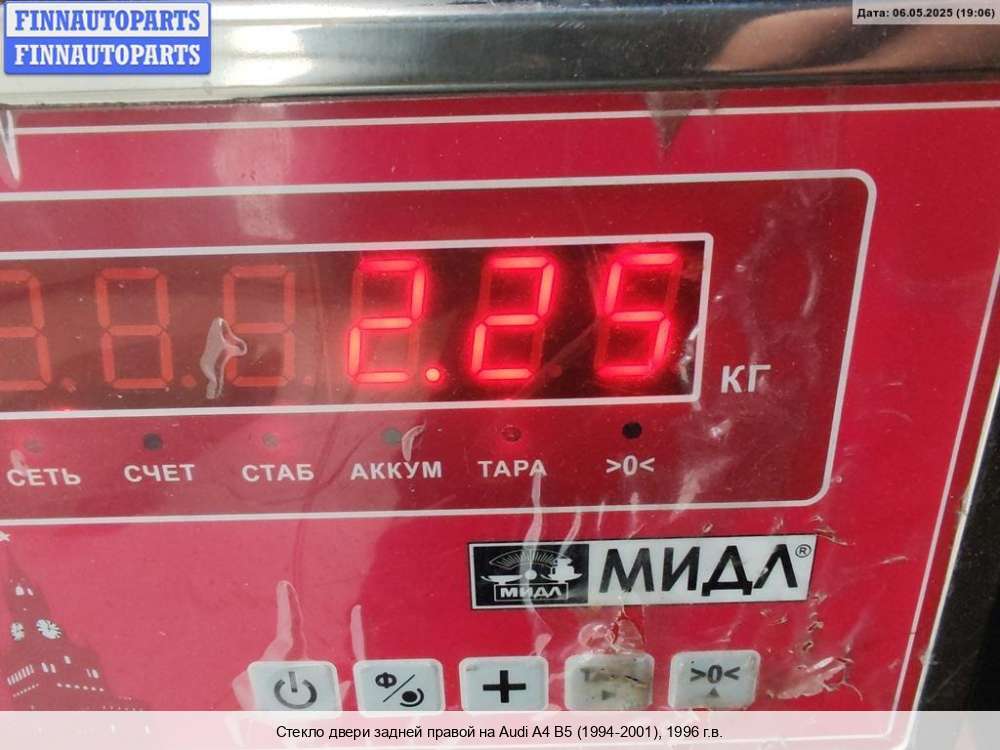 FINNAUTOPARTS
FINNAUTOPARTS
Дата: 06.05.2025 (19:06)
2.25
КГ
СЕТЬ СЧЕТ СТАБ АККУМ ТАРА >0<
МИДЛ МИДЛ®
Ф + >0<
Стекло двери задней правой на Audi A4 B5 (1994-2001), 1996 г.в.